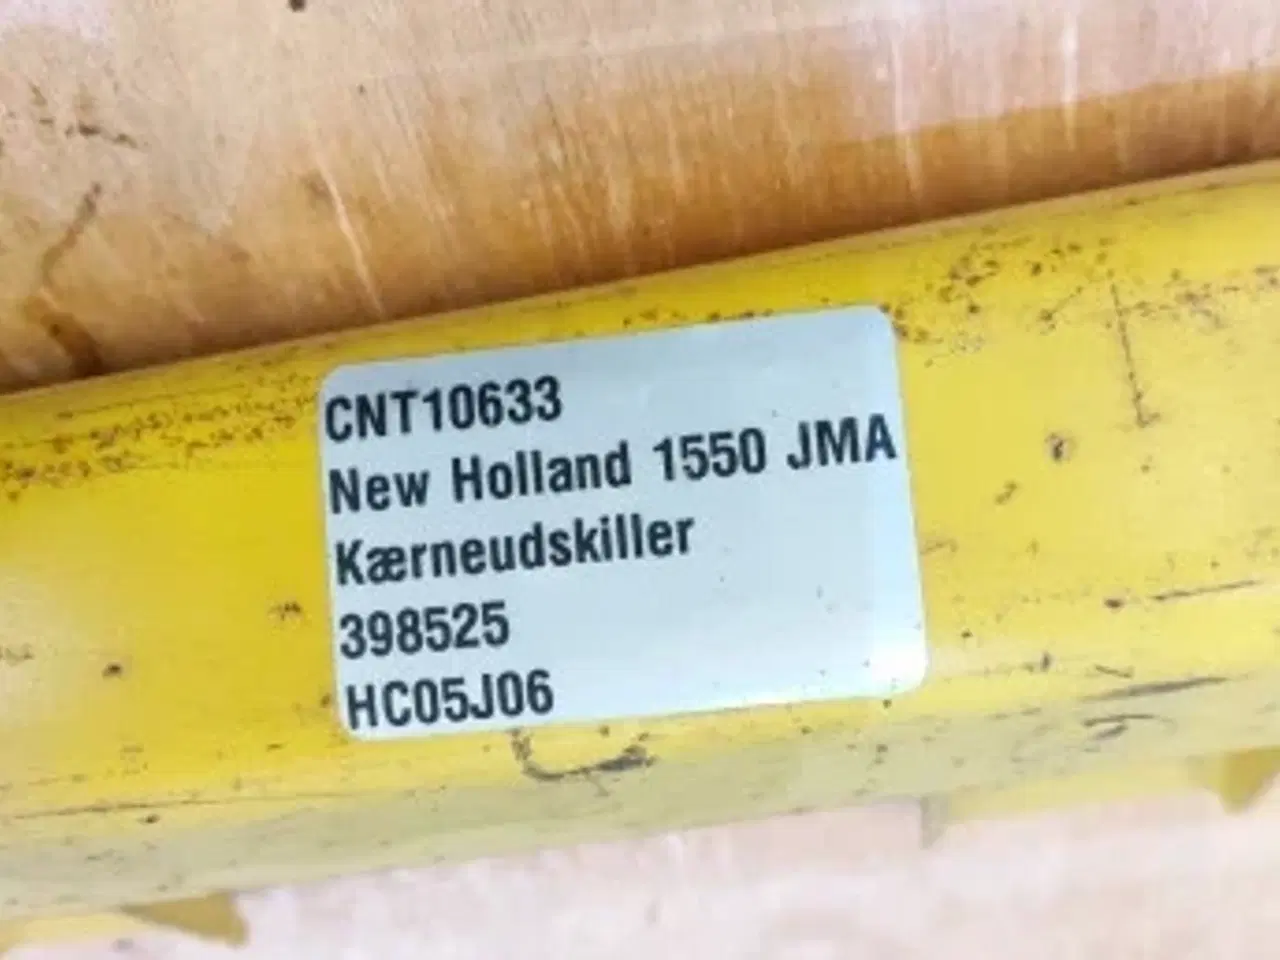 CNT10633
New Holland 1550 JMA
Kærneudskiller
398525
HC05J06